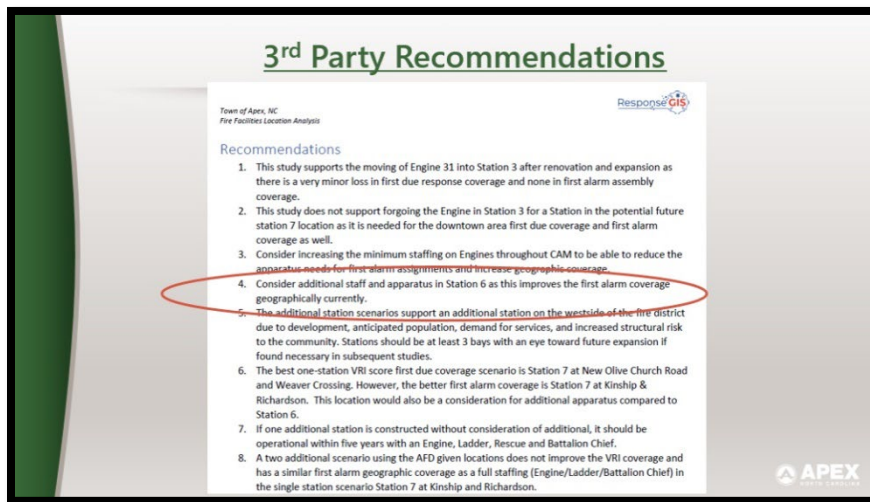 3rd Party Recommendations
Town of Apex, NC
Fire Facilities Location Analysis
Response GIS
Recommendations
1. This study supports the moving of Engine 31 into Station 3 after renovation and expansion as
there is a very minor loss in first due response coverage and none in first alarm assembly
coverage.
2. This study does not support forgoing the Engine in Station 3 for a Station in the potential future
station 7 location as it is needed for the downtown area first due coverage and first alarm
coverage as well.
3. Consider increasing the minimum staffing on Engines throughout CAM to be able to reduce the
apparatus needs for first alarm assignments and increase geographic coverage.
4. Consider additional staff and apparatus in Station 6 as this improves the first alarm coverage
geographically currently.
5. The additional station scenarios support an additional station on the westside of the fire district
due to development, anticipated population, demand for services, and increased structural risk
to the community. Stations should be at least 3 bays with an eye toward future expansion if
found necessary in subsequent studies.
6. The best one-station VRI score first due coverage scenario is Station 7 at New Olive Church Road
and Weaver Crossing. However, the better first alarm coverage is Station 7 at Kinship &
Richardson. This location would also be a consideration for additional apparatus compared to
Station 6.
7. If one additional station is constructed without consideration of additional, it should be
operational within five years with an Engine, Ladder, Rescue and Battalion Chief.
8. A two additional scenario using the AFD given locations does not improve the VRI coverage and
has a similar first alarm geographic coverage as a full staffing (Engine/Ladder/Battalion Chief) in
the single station scenario Station 7 at Kinship and Richardson.
APEX
NORTH CAROLINA